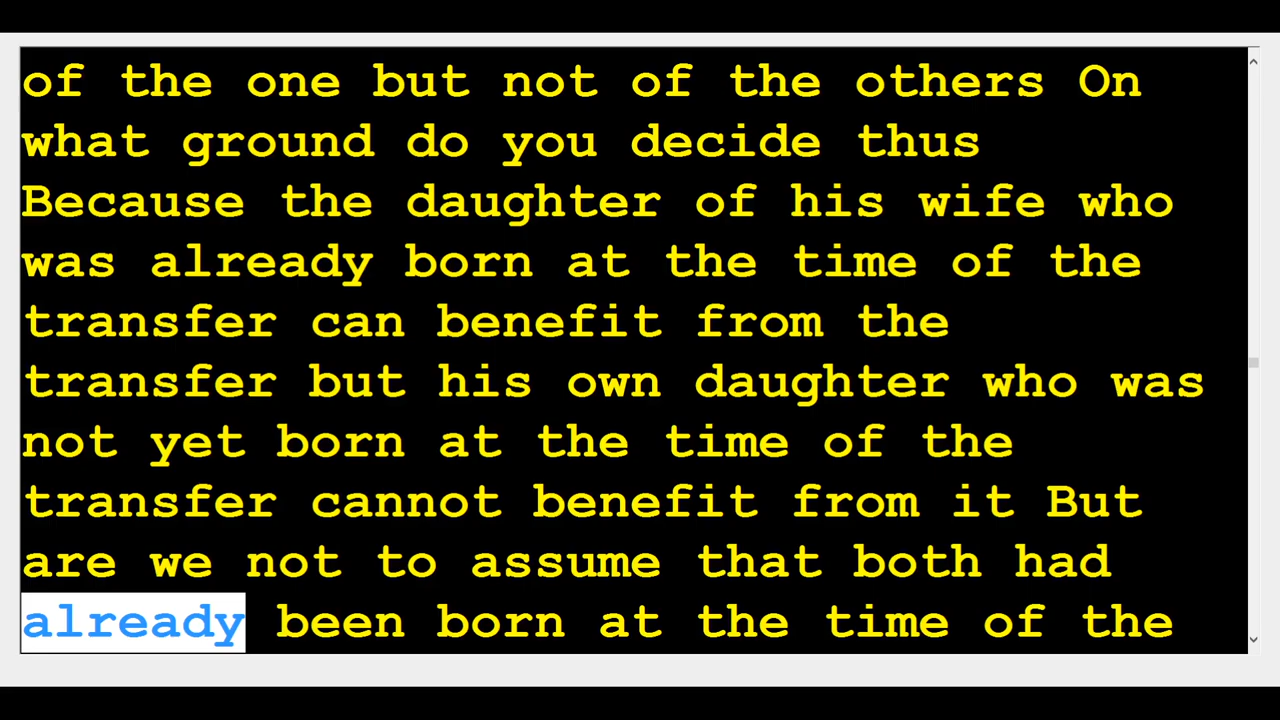 of the one but not of the others On
what ground do you decide thus
Because the daughter of his wife who
was already born at the time of the
transfer can benefit from the
transfer but his own daughter who was
not yet born at the time of the
transfer cannot benefit from it But
are we not to assume that both had
already been born at the time of the